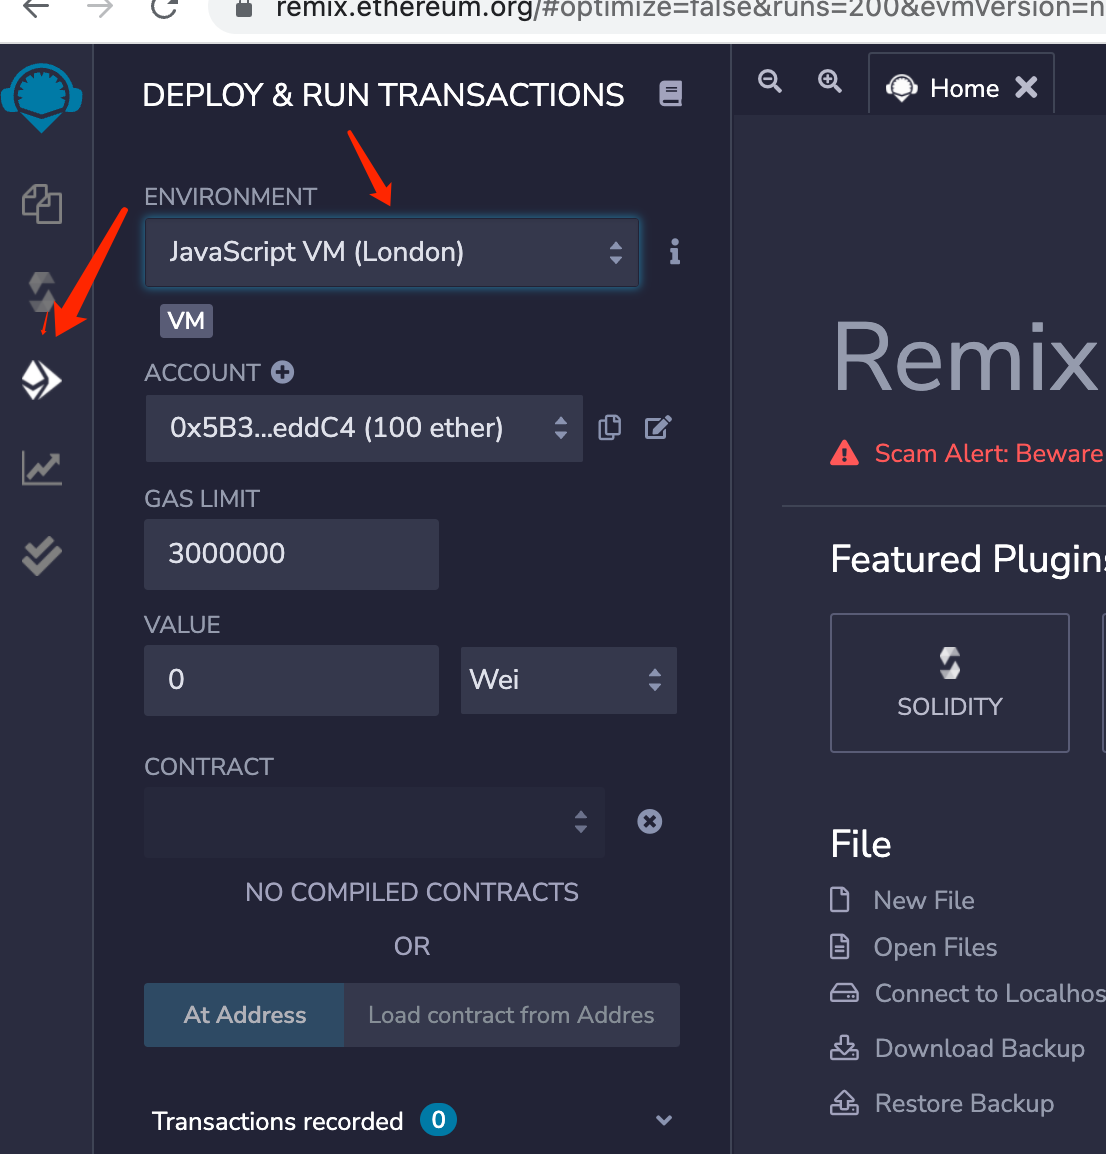 remix.ethereum.org/#optimize=false&runs=200&evmVersion=n
DEPLOY & RUN TRANSACTIONS
Home
ENVIRONMENT
JavaScript VM (London)
VM
ACCOUNT
0x5B3...eddC4 (100 ether)
GAS LIMIT
3000000
VALUE
0
Wei
CONTRACT
NO COMPILED CONTRACTS
OR
At Address
Load contract from Addres
Transactions recorded 0
Remix
Scam Alert: Beware
Featured Plugins
SOLIDITY
File
New File
Open Files
Connect to Localhos
Download Backup
Restore Backup